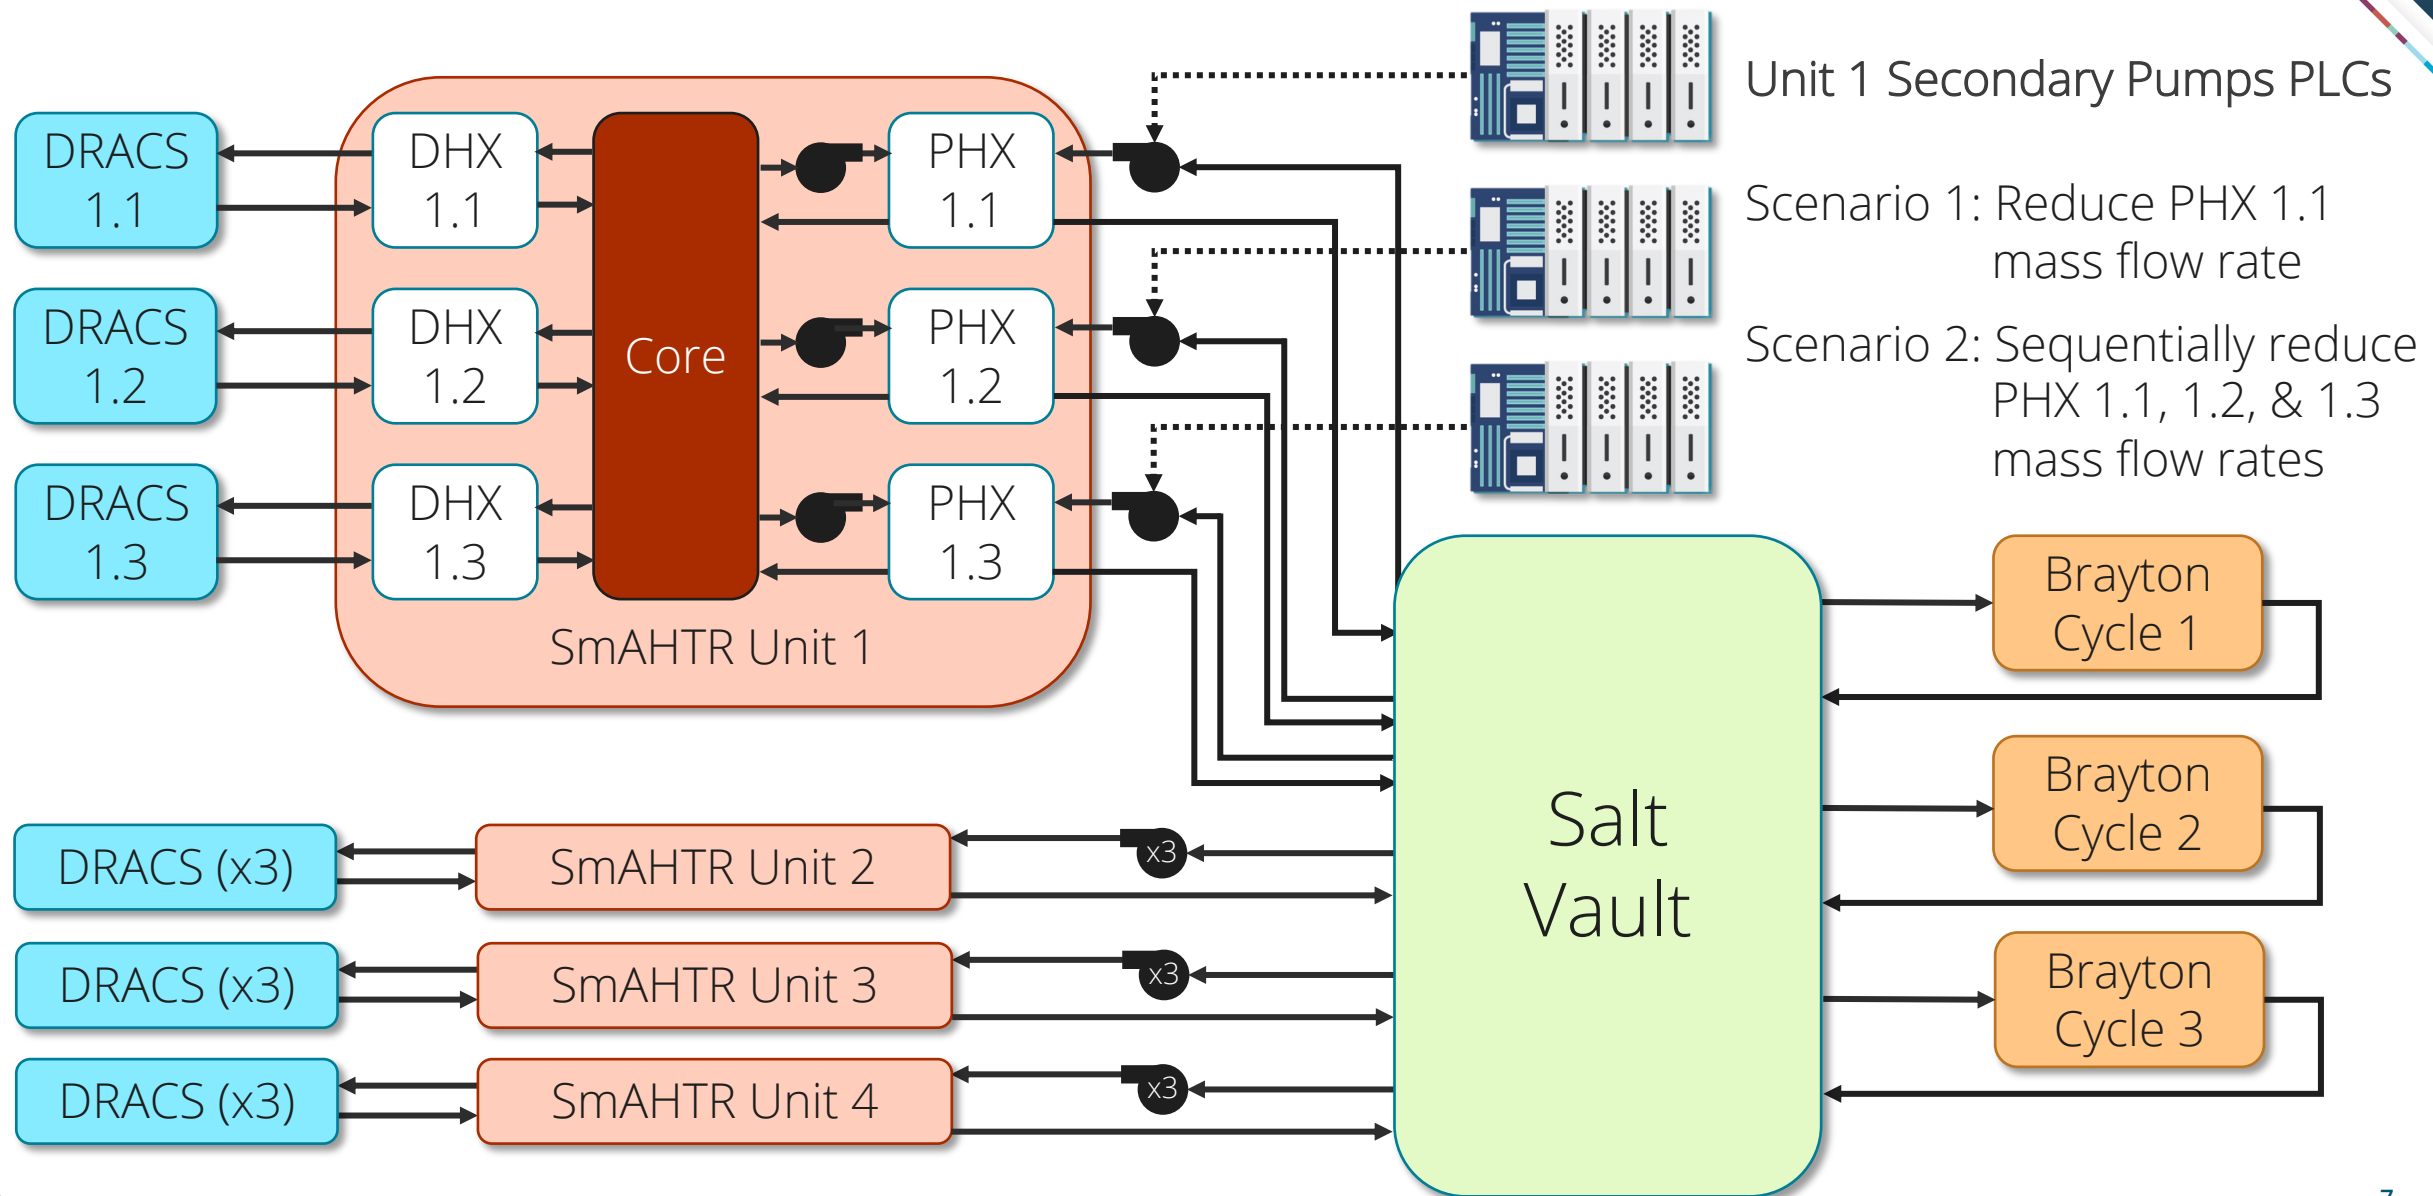 Unit 1 Secondary Pumps PLCs
Scenario 1: Reduce PHX 1.1
mass flow rate
Scenario 2: Sequentially reduce
PHX 1.1, 1.2, & 1.3
mass flow rates
DRACS
1.1
DHX
1.1
PHX
1.1
DRACS
1.2
DHX
1.2
Core
PHX
1.2
DRACS
1.3
DHX
1.3
PHX
1.3
SmAHTR Unit 1
Brayton
Cycle 1
Brayton
Cycle 2
Brayton
Cycle 3
Salt
Vault
DRACS (x3)
SmAHTR Unit 2
x3
DRACS (x3)
SmAHTR Unit 3
x3
DRACS (x3)
SmAHTR Unit 4
x3
7